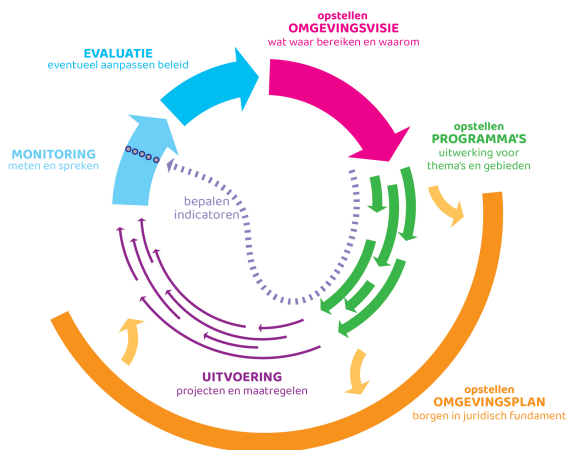 opstellen
OMGEVINGSVISIE
wat waar bereiken en waarom
EVALUATIE
eventueel aanpassen beleid
opstellen
PROGRAMMA'S
uitwerking voor
thema's en gebieden
MONITORING
meten en spreken
bepalen
indicatoren
UITVOERING
projecten en maatregelen
opstellen
OMGEVINGSPLAN
borgen in juridisch fundament